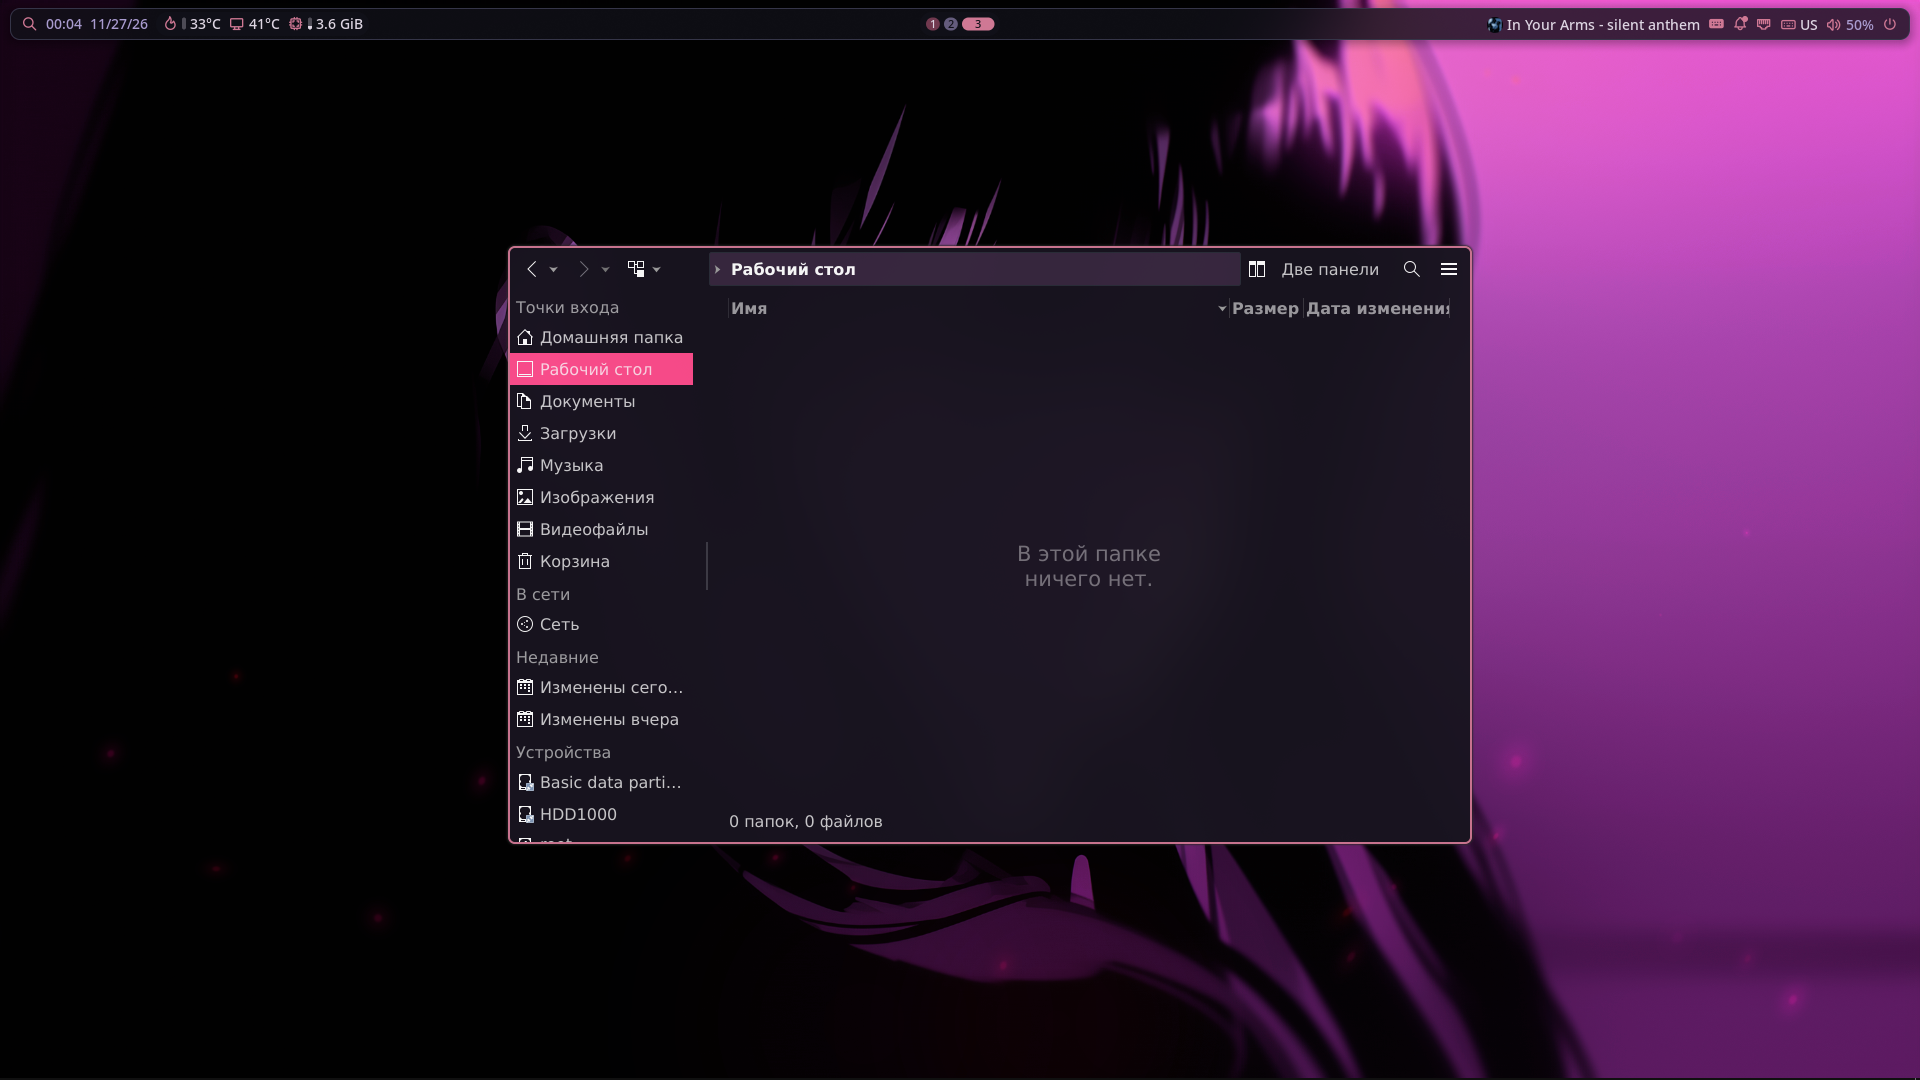 00:04 11/27/26 33°C 41°C 3.6 GiB 1 2 3 In Your Arms - silent anthem US 50%
Рабочий стол Две панели
Точки входа
Имя Размер Дата изменения
Домашняя папка
Рабочий стол
Документы
Загрузки
Музыка
Изображения
Видеофайлы
Корзина
В этой папке
ничего нет.
В сети
Сеть
Недавние
Изменены сего...
Изменены вчера
Устройства
Basic data parti...
HDD1000
0 папок, 0 файлов